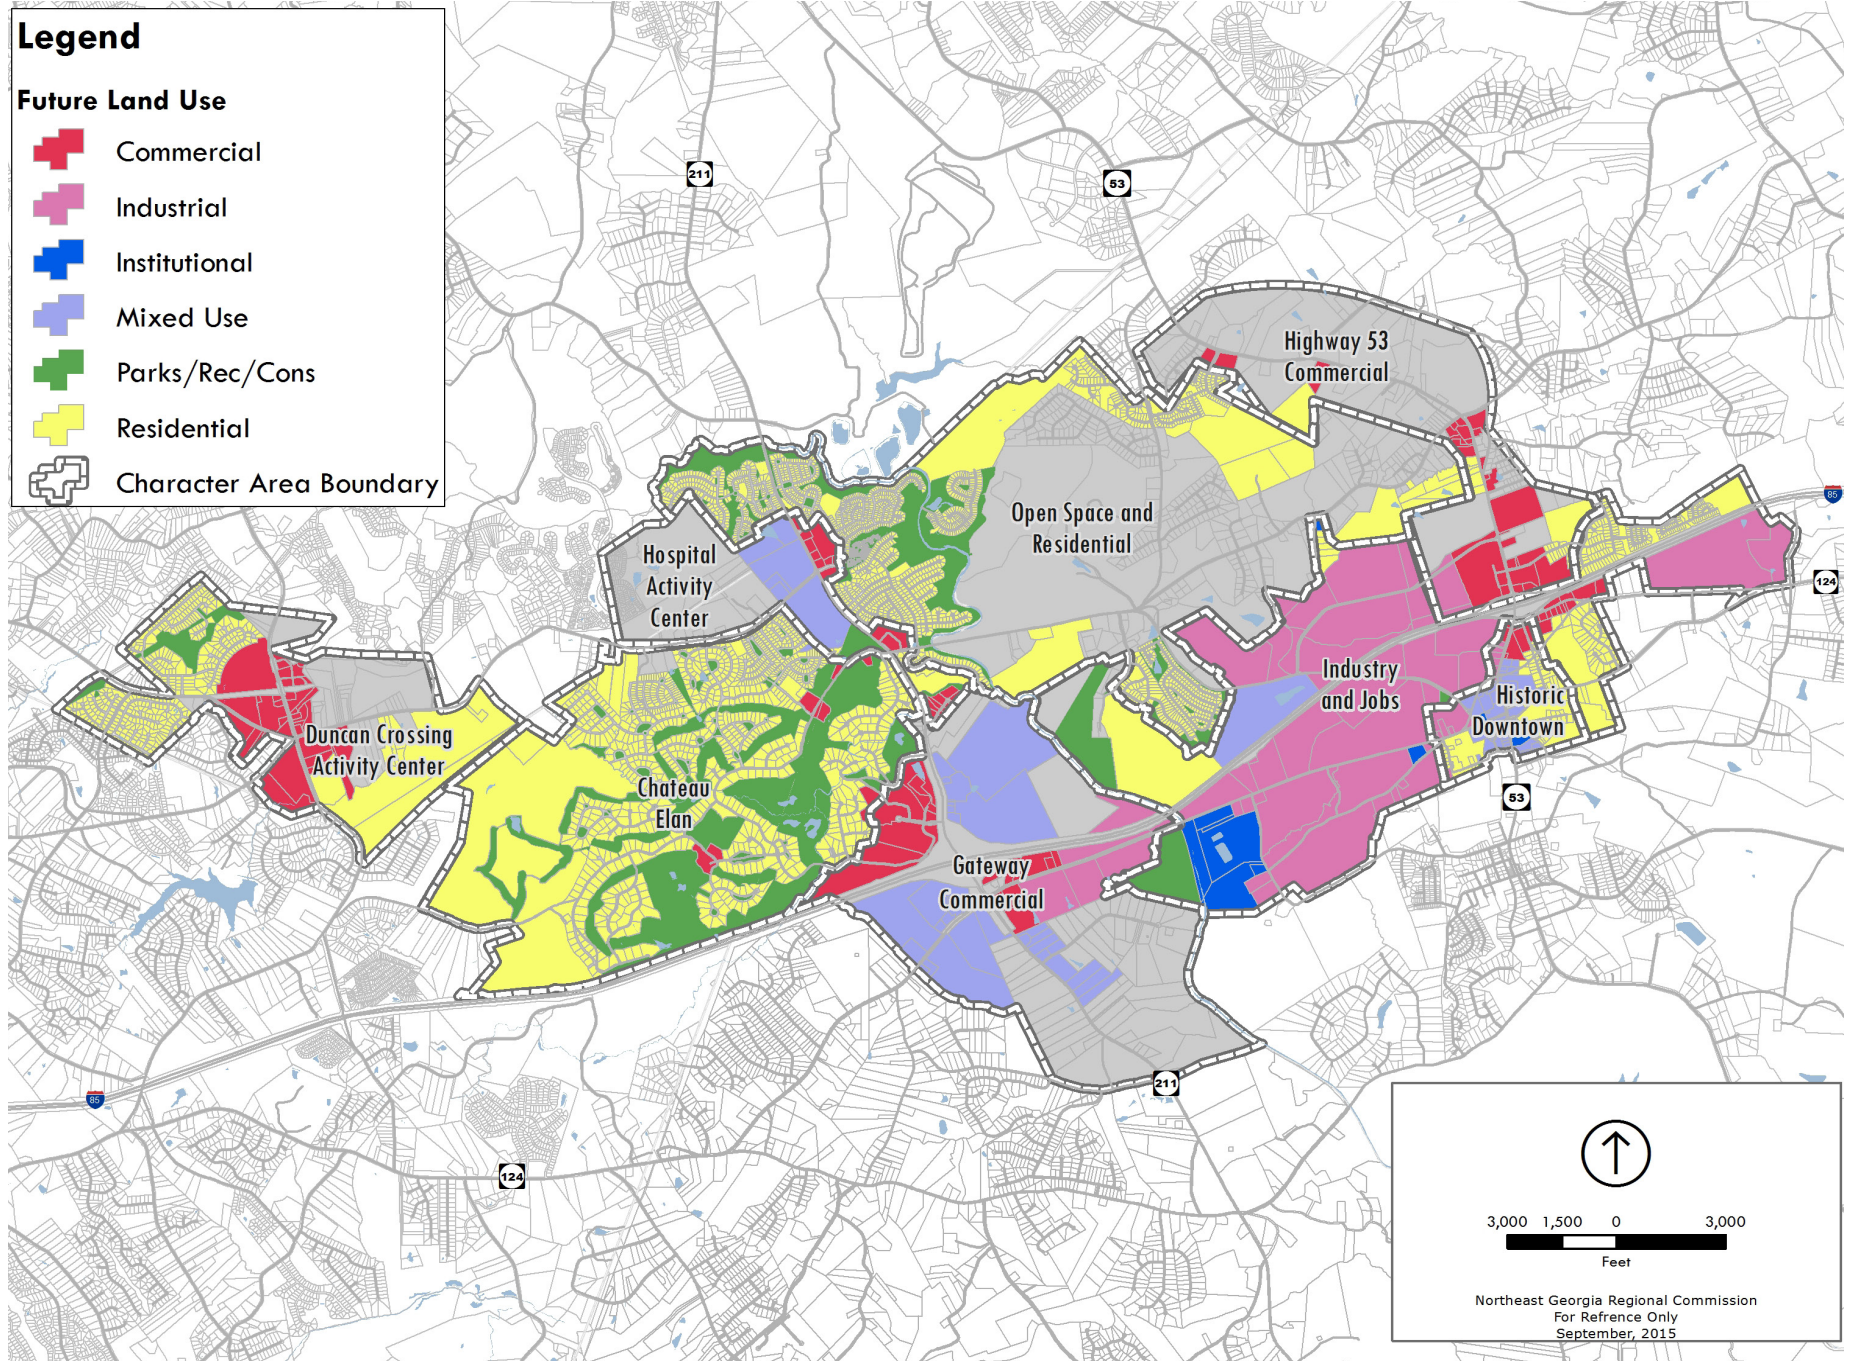 Legend
Future Land Use
Commercial
Industrial
Institutional
Mixed Use
Parks/Rec/Cons
Residential
Character Area Boundary
211
53
Highway 53
Commercial
85
Open Space and
Residential
Hospital
Activity
Center
124
Industry
and Jobs
Historic
Downtown
Duncan Crossing
Activity Center
Chateau
Elan
53
Gateway
Commercial
211
85
124
3,000 1,500 0 3,000
Feet
Northeast Georgia Regional Commission
For Refrence Only
September, 2015